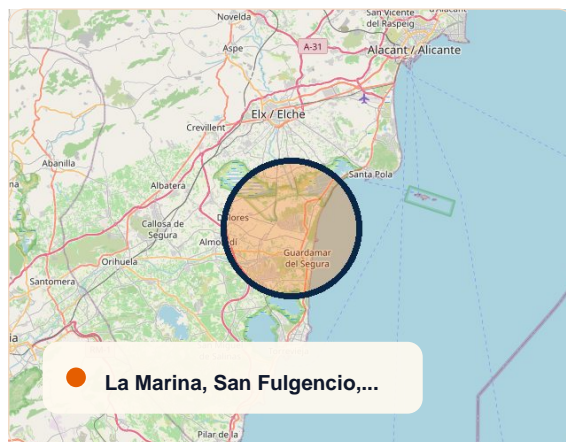 Novelda
San Vicente
del Raspeig
Aspe
A-31
Alacant / Alicante
Elx / Elche
Crevillent
Abanilla
Santa Pola
Albatera
Dolores
Callosa de
Segura
Almoradí
Guardamar
del Segura
Orihuela
Santomera
La Marina, San Fulgencio,...
Pilar de la